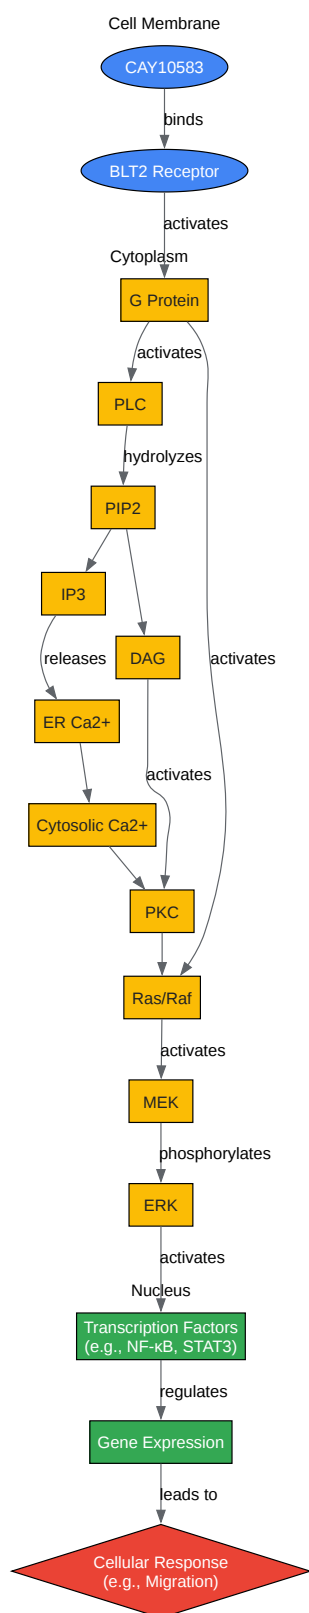 Cell Membrane
CAY10583
binds
BLT2 Receptor
activates
Cytoplasm
G Protein
activates
PLC
hydrolyzes
PIP2
IP3
releases
DAG
activates
ER Ca2+
activates
Cytosolic Ca2+
PKC
Ras/Raf
activates
MEK
phosphorylates
ERK
activates
Nucleus
Transcription Factors
(e.g., NF-κB, STAT3)
regulates
Gene Expression
leads to
Cellular Response
(e.g., Migration)